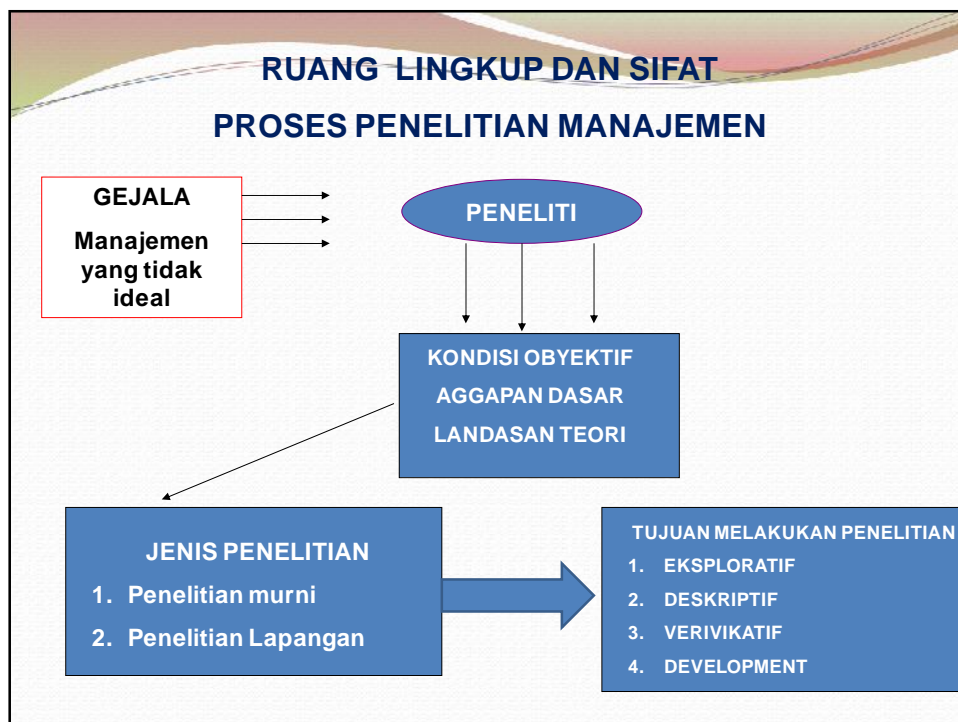 RUANG LINGKUP DAN SIFAT
PROSES PENELITIAN MANAJEMEN
GEJALA
Manajemen
yang tidak
ideal
PENELITI
KONDISI OBYEKTIF
AGGAPAN DASAR
LANDASAN TEORI
JENIS PENELITIAN
1. Penelitian murni
2. Penelitian Lapangan
TUJUAN MELAKUKAN PENELITIAN
1. EKSPLORATIF
2. DESKRIPTIF
3. VERIVIKATIF
4. DEVELOPMENT